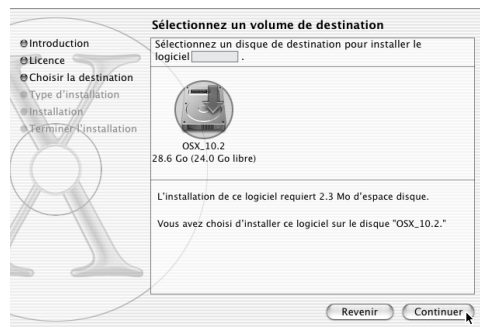 Sélectionnez un volume de destination
Introduction
Licence
Choisir la destination
Type d'installation
Installation
Terminer l'installation
Sélectionnez un disque de destination pour installer le
logiciel .
OSX_10.2
28.6 Go (24.0 Go libre)
L'installation de ce logiciel requiert 2.3 Mo d'espace disque.
Vous avez choisi d'installer ce logiciel sur le disque "OSX_10.2."
Revenir
Continuer